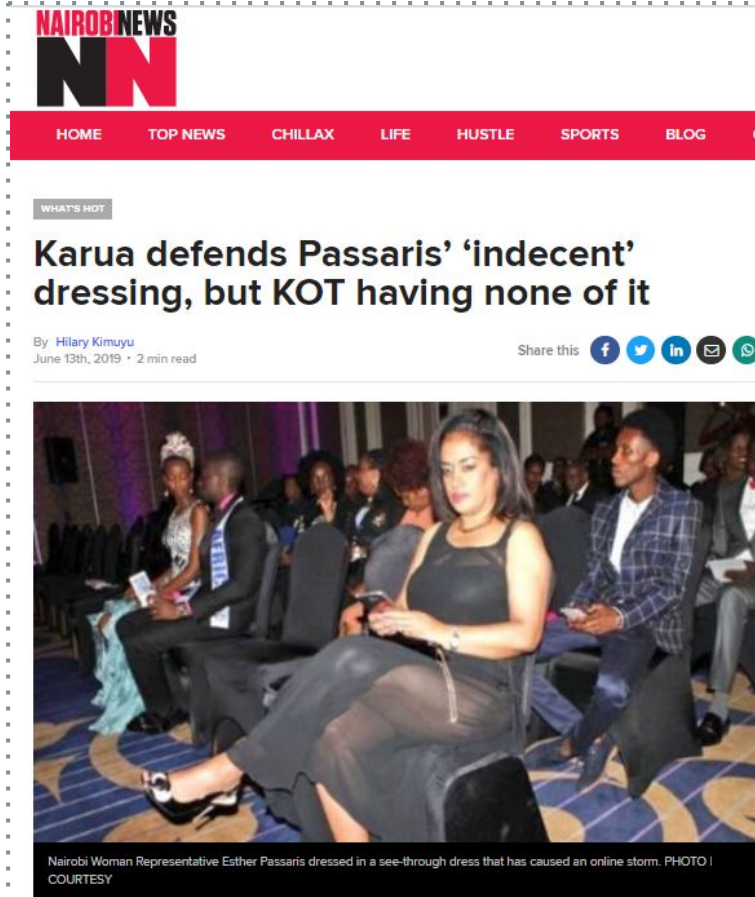 NAIROBINEWS
NN
HOME TOP NEWS CHILLAX LIFE HUSTLE SPORTS BLOG
WHAT'S HOT
Karua defends Passaris’ ‘indecent’
dressing, but KOT having none of it
By Hilary Kimuyu
June 13th, 2019 • 2 min read
Share this
Nairobi Woman Representative Esther Passaris dressed in a see-through dress that has caused an online storm. PHOTO |
COURTESY